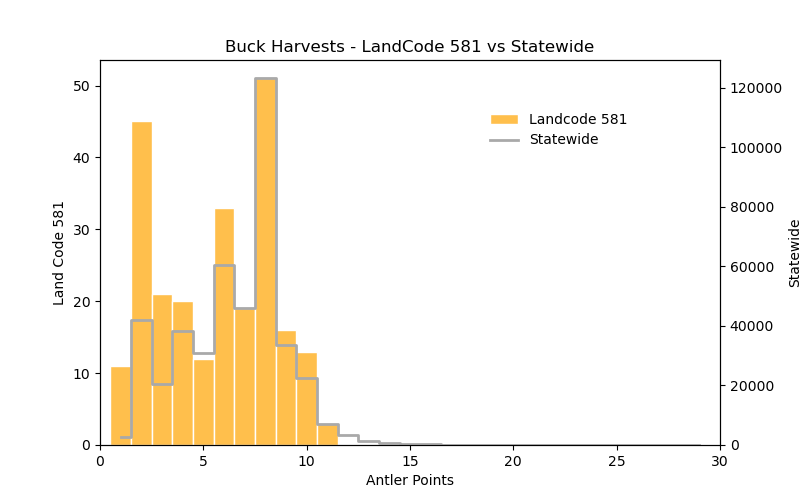 Buck Harvests - LandCode 581 vs Statewide
50
40
30
20
10
0
Land Code 581
Landcode 581
Statewide
120000
100000
80000
60000
40000
20000
0
Statewide
0 5 10 15 20 25 30
Antler Points